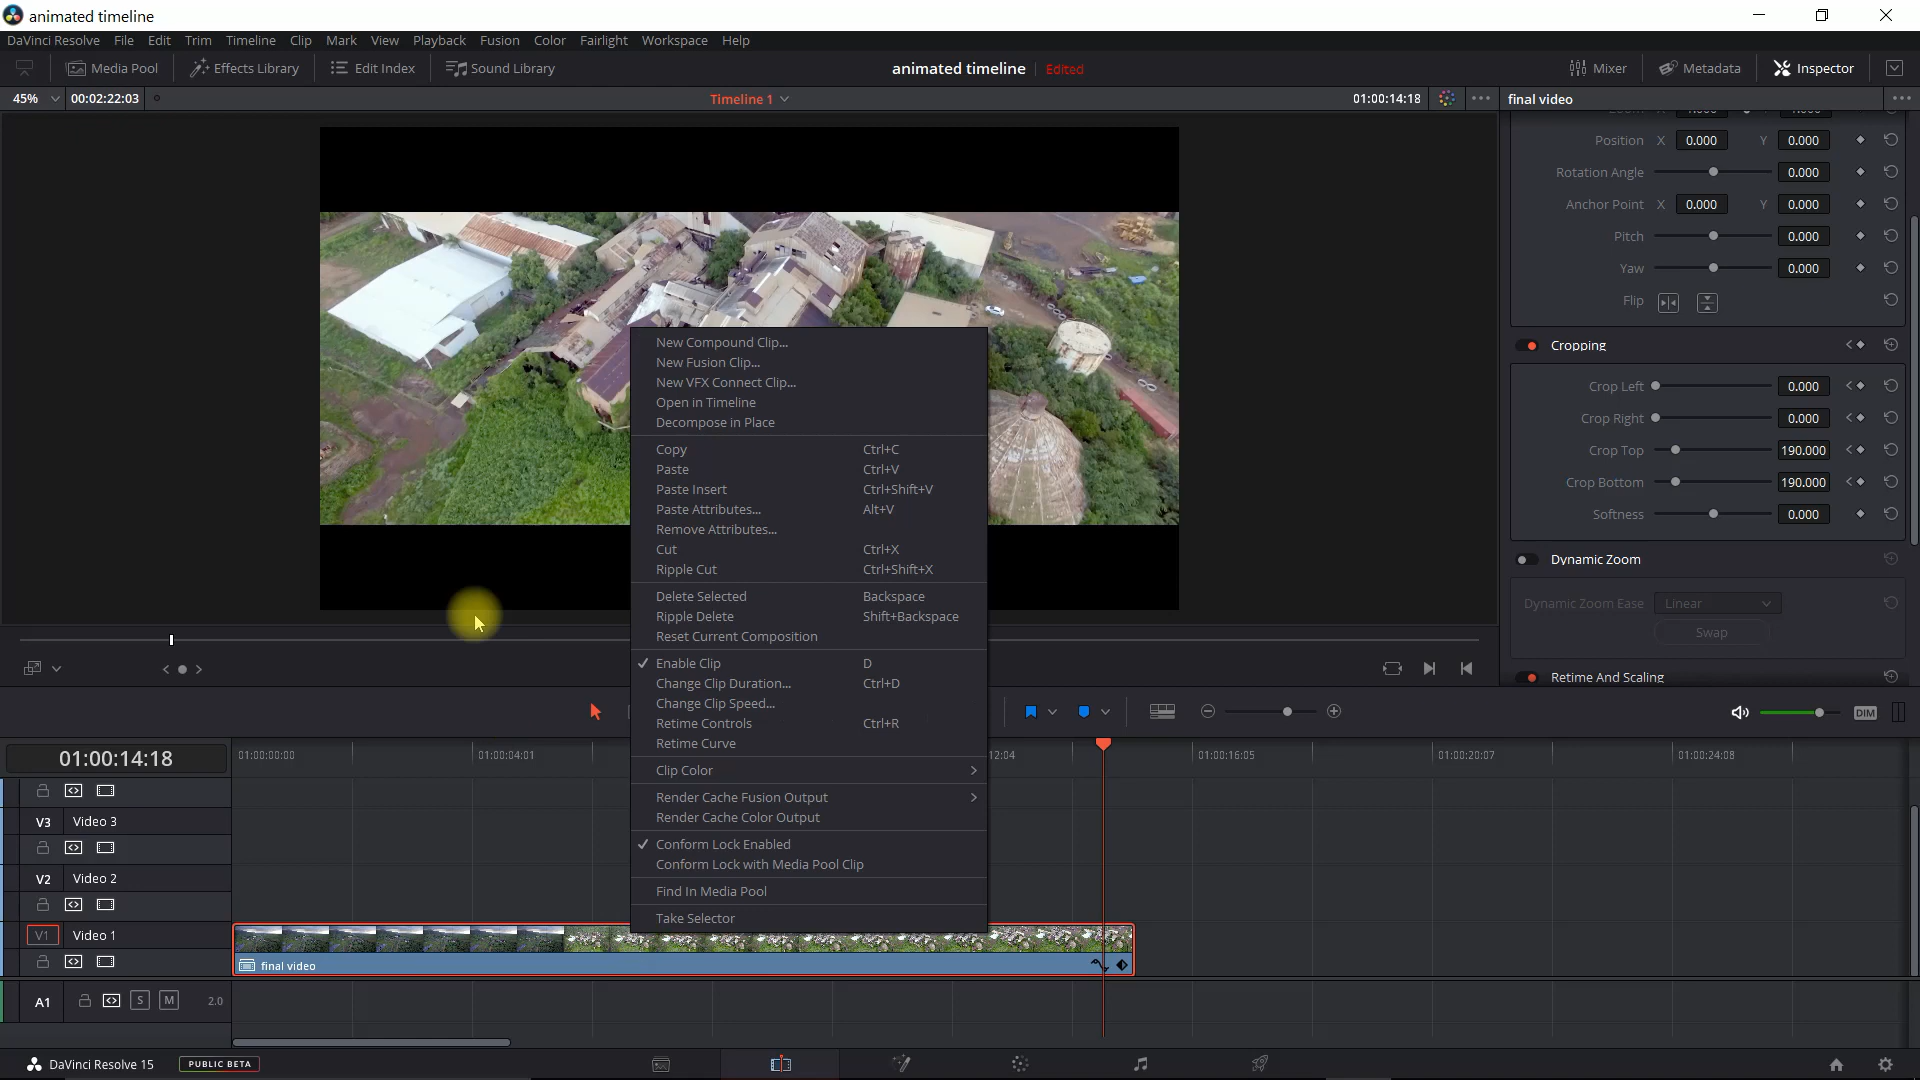 animated timeline
DaVinci Resolve File Edit Trim Timeline Clip Mark View Playback Fusion Color Fairlight Workspace Help
Media Pool Effects Library Edit Index Sound Library animated timeline Edited Mixer Metadata Inspector
45% 00:02:22:03 Timeline 1 01:00:14:18 final video
Position X 0.000 Y 0.000
Rotation Angle 0.000
Anchor Point X 0.000 Y 0.000
Pitch 0.000
Yaw 0.000
Flip
Cropping
Crop Left 0.000
Crop Right 0.000
Crop Top 190.000
Crop Bottom 190.000
Softness 0.000
Dynamic Zoom
Dynamic Zoom Ease Linear
Swap
Retime And Scaling
New Compound Clip...
New Fusion Clip...
New VFX Connect Clip...
Open in Timeline
Decompose in Place
Copy Ctrl+C
Paste Ctrl+V
Paste Insert Ctrl+Shift+V
Paste Attributes... Alt+V
Remove Attributes...
Cut Ctrl+X
Ripple Cut Ctrl+Shift+X
Delete Selected Backspace
Ripple Delete Shift+Backspace
Reset Current Composition
Enable Clip D
Change Clip Duration... Ctrl+D
Change Clip Speed...
Retime Controls Ctrl+R
Retime Curve
Clip Color
Render Cache Fusion Output
Render Cache Color Output
Conform Lock Enabled
Conform Lock with Media Pool Clip
Find In Media Pool
Take Selector
DIM
01:00:14:18 01:00:00:00 01:00:04:01 12:04 01:00:16:05 01:00:20:07 01:00:24:08
V3 Video 3
V2 Video 2
V1 Video 1
final video
A1 S M 2.0
DaVinci Resolve 15 PUBLIC BETA